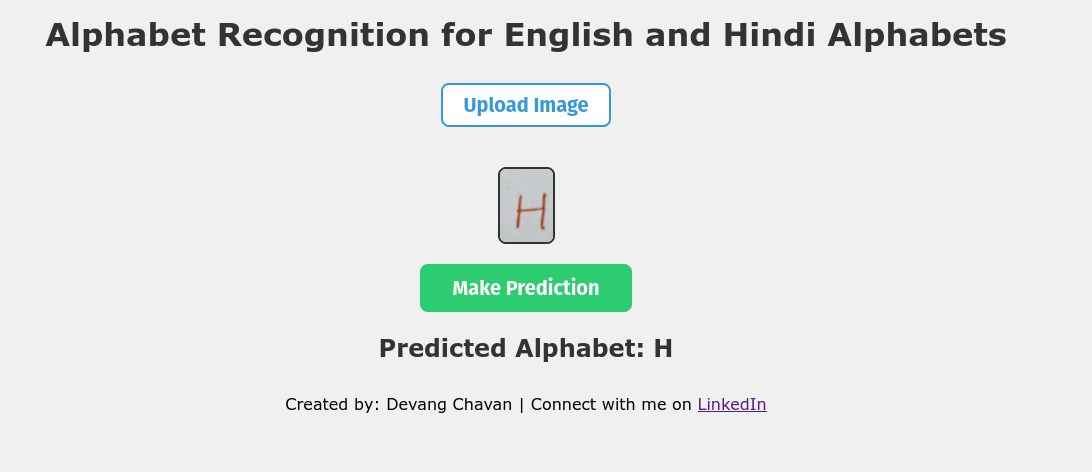 Alphabet Recognition for English and Hindi Alphabets
Upload Image
H
Make Prediction
Predicted Alphabet: H
Created by: Devang Chavan | Connect with me on LinkedIn